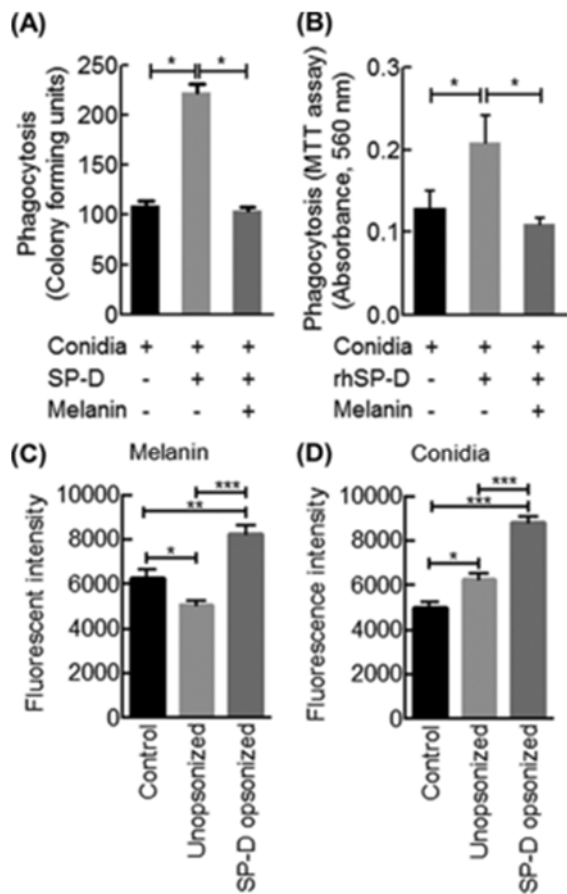 (A)
Phagocytosis
(Colony forming units)
250
200
150
100
50
0
* *
Conidia + + +
SP-D - + +
Melanin - - +
(B)
Phagocytosis (MTT assay)
(Absorbance, 560 nm)
0.3
0.2
0.1
0.0
* *
Conidia + + +
rhSP-D - + +
Melanin - - +
(C) Melanin
Fluorescent intensity
10000
8000
6000
4000
2000
0
***
**
*
Control
Unopsonized
SP-D opsonized
(D) Conidia
Fluorescence intensity
10000
8000
6000
4000
2000
0
***
***
*
Control
Unopsonized
SP-D opsonized